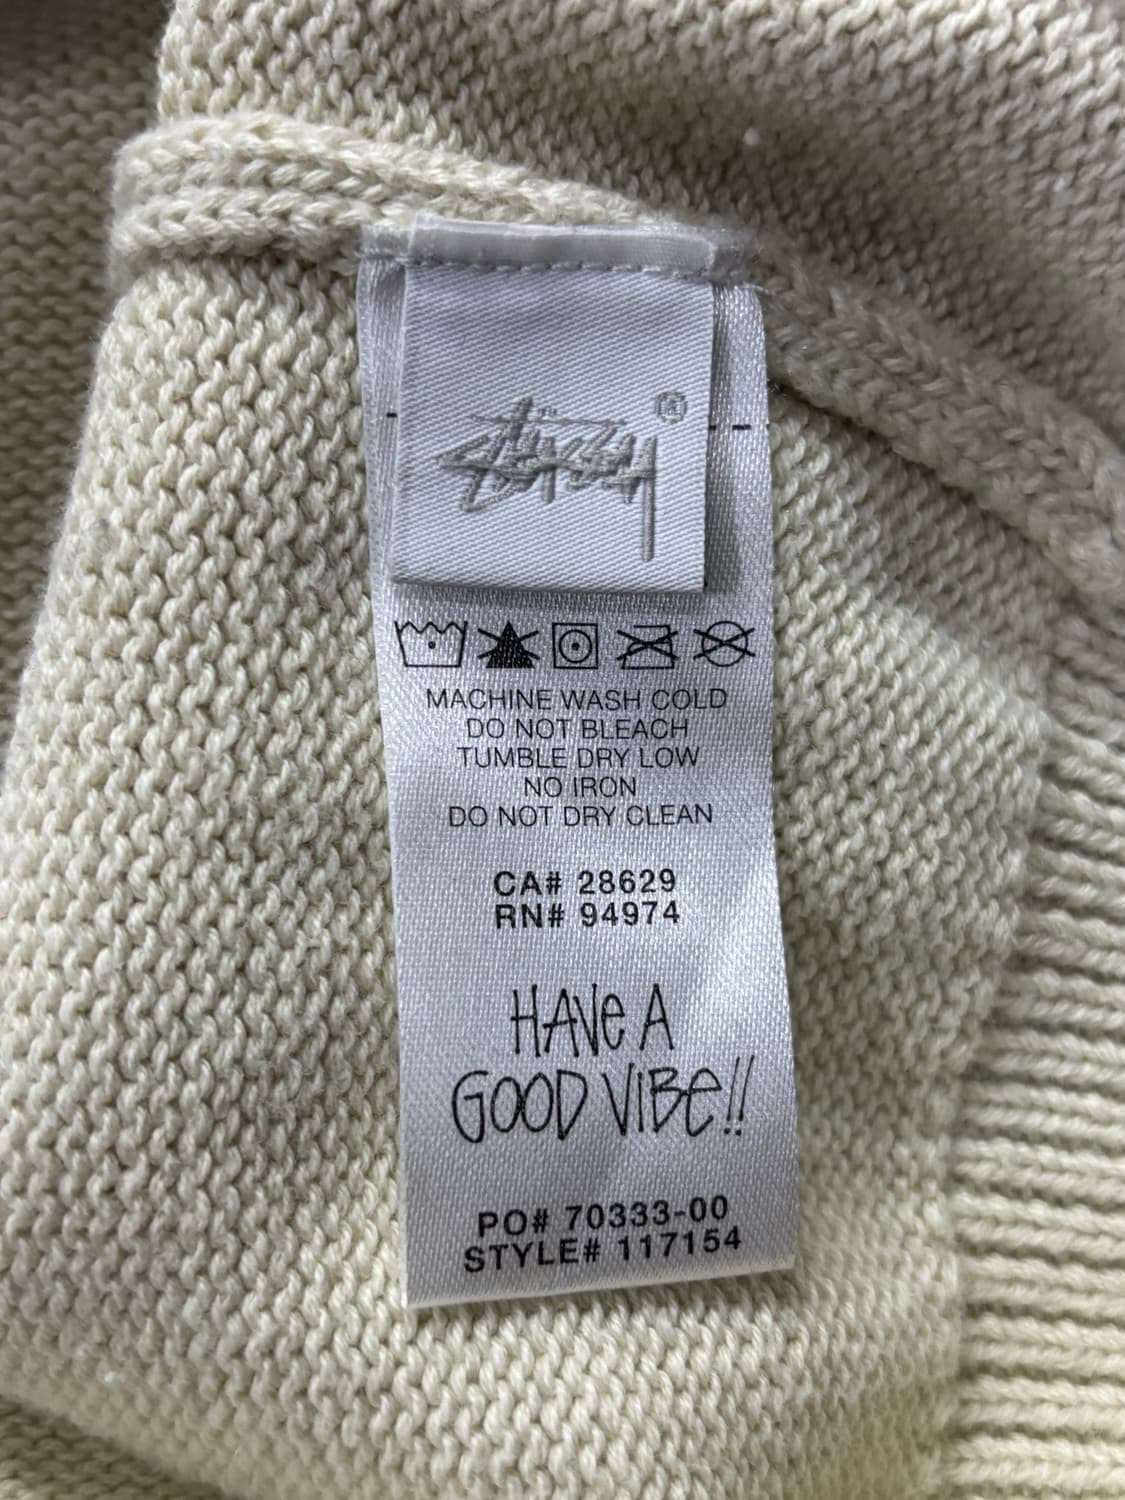 Stüssy ®
MACHINE WASH COLD
DO NOT BLEACH
TUMBLE DRY LOW
NO IRON
DO NOT DRY CLEAN
CA# 28629
RN# 94974
HAVe A
GOOD VIBe!!
PO# 70333-00
STYLE# 117154